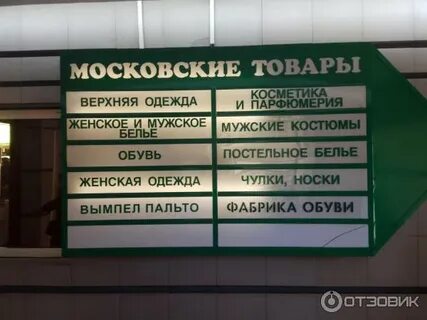 МОСКОВСКИЕ ТОВАРЫ
ВЕРХНЯЯ ОДЕЖДА
ЖЕНСКОЕ И МУЖСКОЕ
БЕЛЬЕ
ОБУВЬ
ЖЕНСКАЯ ОДЕЖДА
ВЫМПЕЛ ПАЛЬТО
КОСМЕТИКА
И ПАРФЮМЕРИЯ
МУЖСКИЕ КОСТЮМЫ
ПОСТЕЛЬНОЕ БЕЛЬЕ
ЧУЛКИ, НОСКИ
ФАБРИКА ОБУВИ
ОТЗОВИК